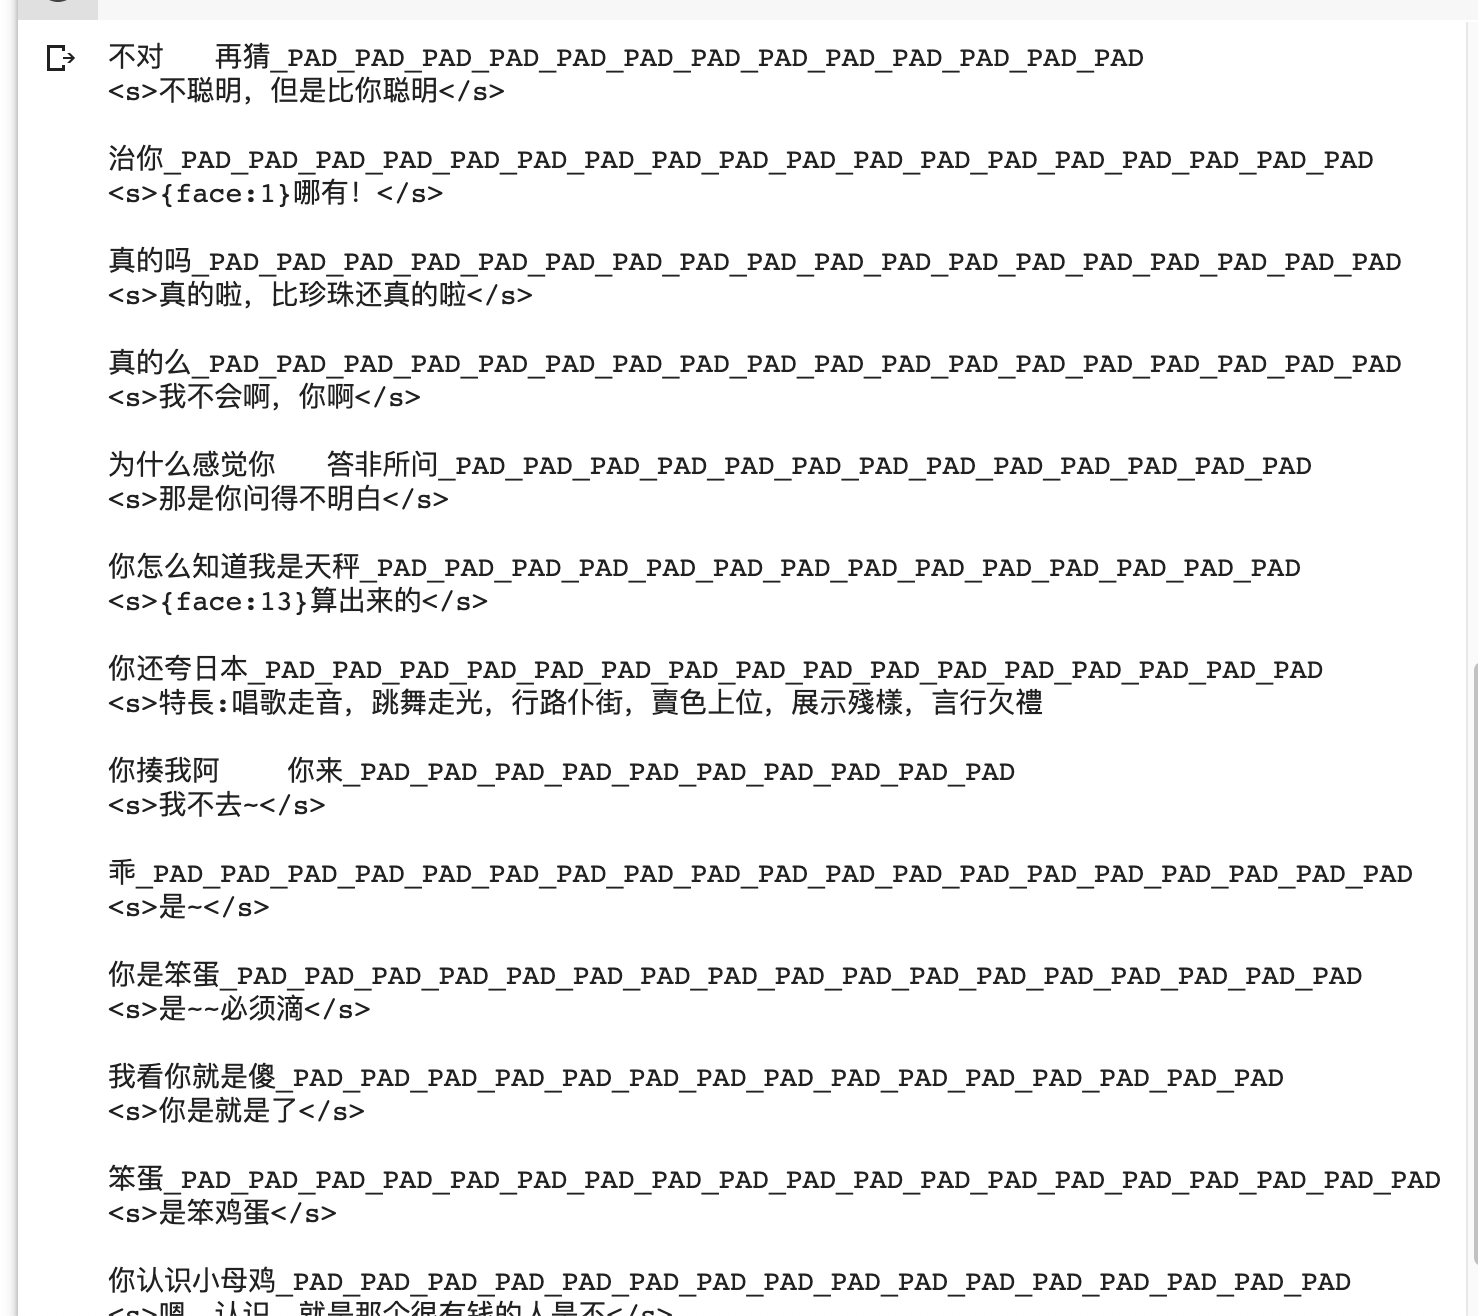 不对   再猜_PAD_PAD_PAD_PAD_PAD_PAD_PAD_PAD_PAD_PAD_PAD_PAD_PAD
<s>不聪明，但是比你聪明</s>
治你_PAD_PAD_PAD_PAD_PAD_PAD_PAD_PAD_PAD_PAD_PAD_PAD_PAD_PAD_PAD_PAD_PAD_PAD
<s>{face:1}哪有！</s>
真的吗_PAD_PAD_PAD_PAD_PAD_PAD_PAD_PAD_PAD_PAD_PAD_PAD_PAD_PAD_PAD_PAD_PAD_PAD
<s>真的啦，比珍珠还真的啦</s>
真的么_PAD_PAD_PAD_PAD_PAD_PAD_PAD_PAD_PAD_PAD_PAD_PAD_PAD_PAD_PAD_PAD_PAD_PAD
<s>我不会啊，你啊</s>
为什么感觉你   答非所问_PAD_PAD_PAD_PAD_PAD_PAD_PAD_PAD_PAD_PAD_PAD_PAD_PAD
<s>那是你问得不明白</s>
你怎么知道我是天秤_PAD_PAD_PAD_PAD_PAD_PAD_PAD_PAD_PAD_PAD_PAD_PAD_PAD_PAD
<s>{face:13}算出来的</s>
你还夸日本_PAD_PAD_PAD_PAD_PAD_PAD_PAD_PAD_PAD_PAD_PAD_PAD_PAD_PAD_PAD_PAD
<s>特長:唱歌走音，跳舞走光，行路仆街，賣色上位，展示殘樣，言行欠禮
你揍我阿    你来_PAD_PAD_PAD_PAD_PAD_PAD_PAD_PAD_PAD_PAD
<s>我不去~</s>
乖_PAD_PAD_PAD_PAD_PAD_PAD_PAD_PAD_PAD_PAD_PAD_PAD_PAD_PAD_PAD_PAD_PAD_PAD_PAD
<s>是~</s>
你是笨蛋_PAD_PAD_PAD_PAD_PAD_PAD_PAD_PAD_PAD_PAD_PAD_PAD_PAD_PAD_PAD_PAD_PAD
<s>是~~必须滴</s>
我看你就是傻_PAD_PAD_PAD_PAD_PAD_PAD_PAD_PAD_PAD_PAD_PAD_PAD_PAD_PAD_PAD
<s>你是就是了</s>
笨蛋_PAD_PAD_PAD_PAD_PAD_PAD_PAD_PAD_PAD_PAD_PAD_PAD_PAD_PAD_PAD_PAD_PAD_PAD_PAD
<s>是笨鸡蛋</s>
你认识小母鸡_PAD_PAD_PAD_PAD_PAD_PAD_PAD_PAD_PAD_PAD_PAD_PAD_PAD_PAD_PAD_PAD
<s>嗯，认识，就是那个很有钱的人是不</s>